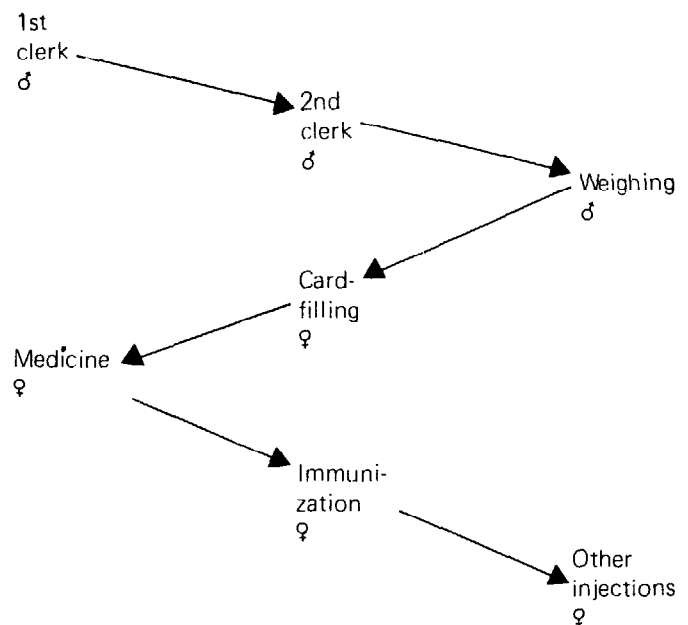 1st
clerk
♂
2nd
clerk
♂
Weighing
♂
Card-
filling
♀
Medicine
♀
Immuni-
zation
♀
Other
injections
♀